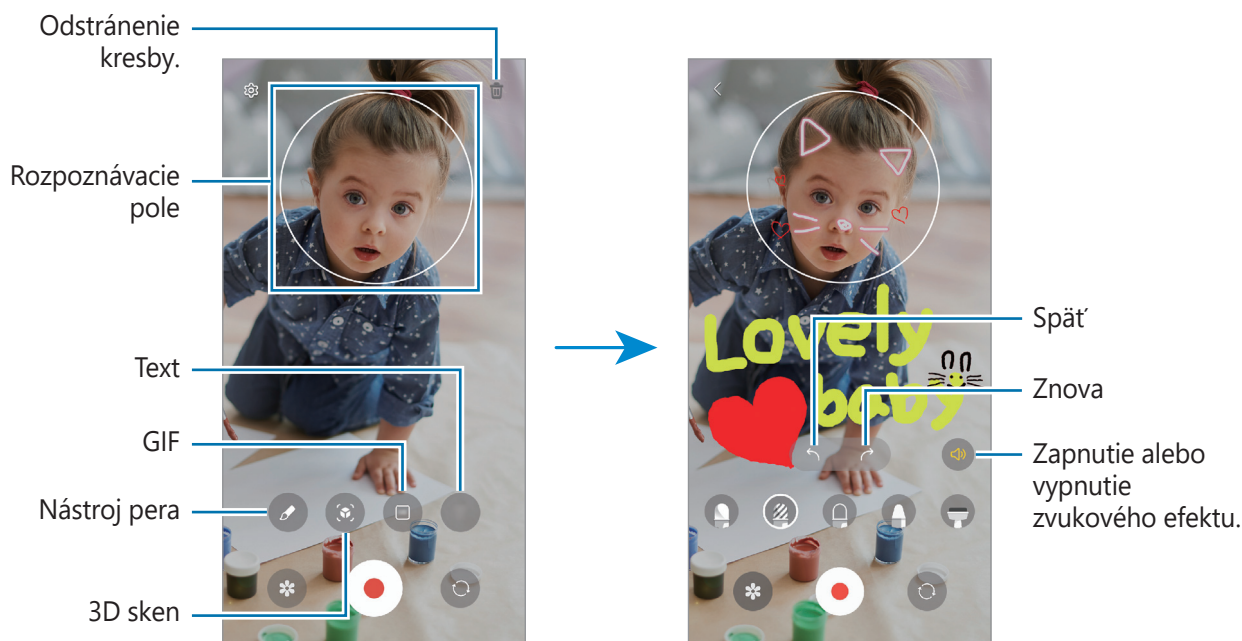 Odstránenie
kresby.
Rozpoznávacie
pole
Text
GIF
Nástroj pera
3D sken
Lovely
baby
Späť
Znova
Zapnutie alebo
vypnutie
zvukového efektu.